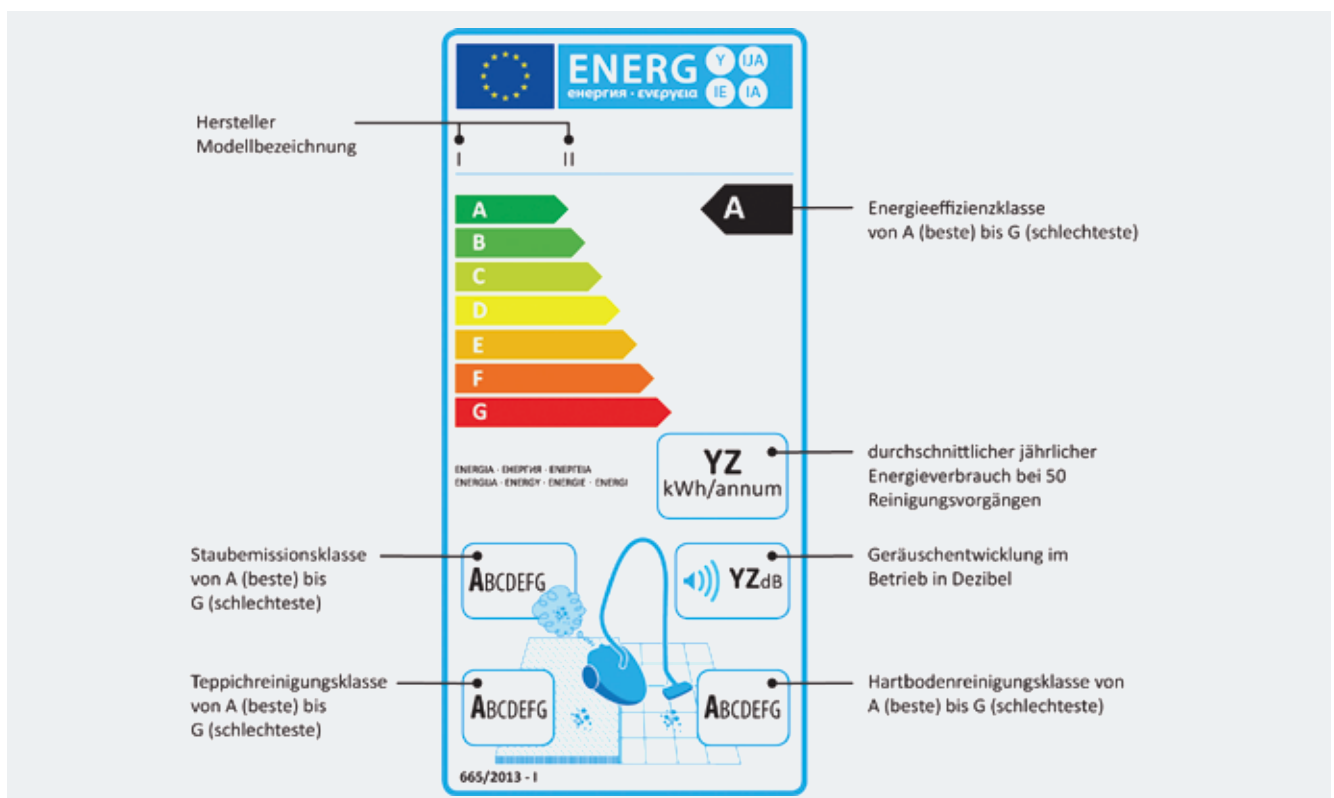 ENERG Y IJA
енергия · ενεργεια IE IA
Hersteller
Modellbezeichnung
I II
A
B
C
D
E
F
G
A
Energieeffizienzklasse
von A (beste) bis G (schlechteste)
YZ
kWh/annum
durchschnittlicher jährlicher
Energieverbrauch bei 50
Reinigungsvorgängen
ENERGIA · ЕНЕРГИЯ · ΕΝΕΡΓΕΙΑ
ENERGIJA · ENERGY · ENERGIE · ENERGI
Staubemissionsklasse
von A (beste) bis
G (schlechteste)
ABCDEFG
YZdB
Geräuschentwicklung im
Betrieb in Dezibel
Teppichreinigungsklasse
von A (beste) bis
G (schlechteste)
ABCDEFG
ABCDEFG
Hartbodenreinigungsklasse von
A (beste) bis G (schlechteste)
665/2013 - I